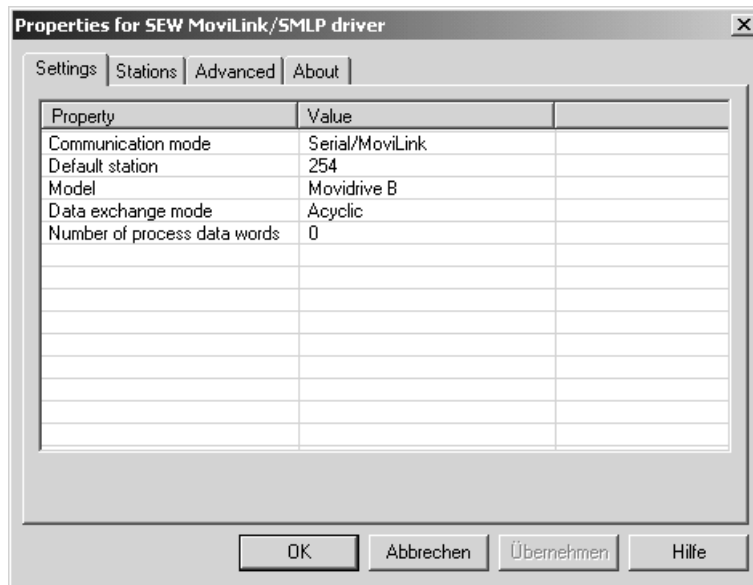 Properties for SEW MoviLink/SMLP driver
Settings Stations Advanced About
Property Value
Communication mode Serial/MoviLink
Default station 254
Model Movidrive B
Data exchange mode Acyclic
Number of process data words 0
OK Abbrechen Übernehmen Hilfe